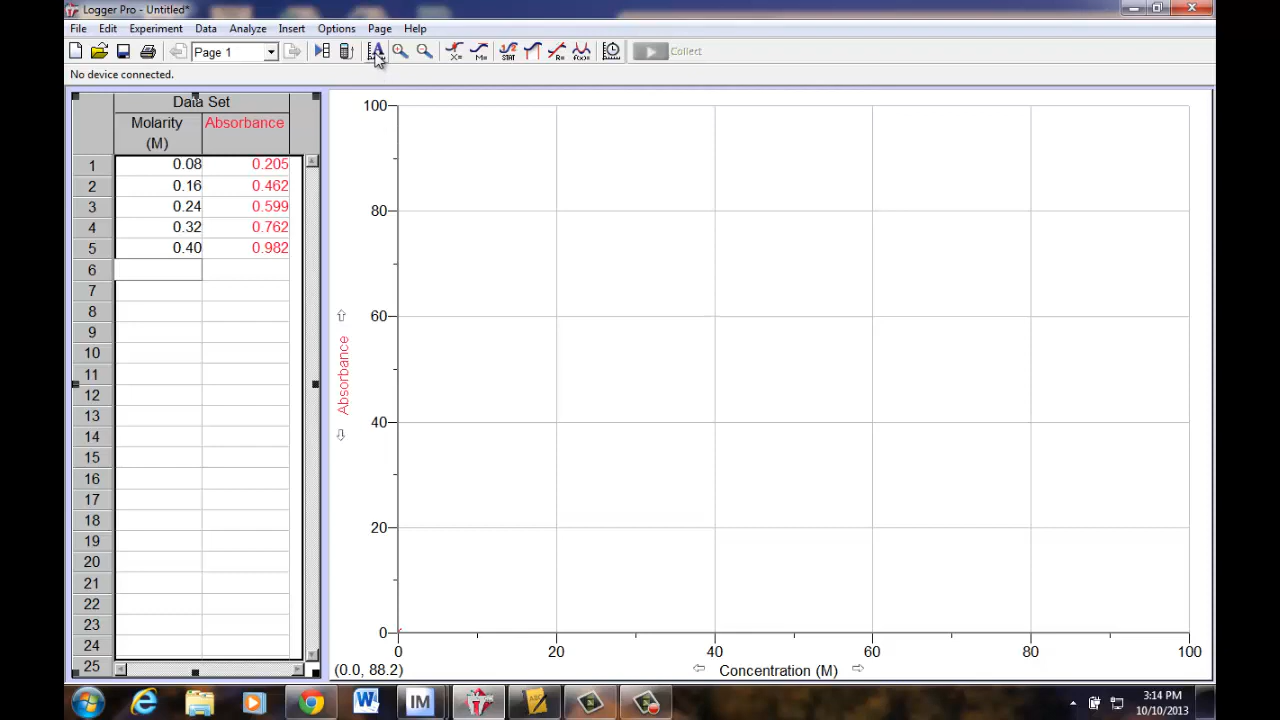 Logger Pro - Untitled*
File Edit Experiment Data Analyze Insert Options Page Help
Page 1
X=
M=
STAT
R=
f(x)=
Collect
No device connected.
Data Set
Molarity
(M)
Absorbance
1 0.08 0.205
2 0.16 0.462
3 0.24 0.599
4 0.32 0.762
5 0.40 0.982
6
7
8
9
10
11
12
13
14
15
16
17
18
19
20
21
22
23
24
25
100
80
60
40
20
0
Absorbance
0 20 40 60 80 100
(0.0, 88.2)
Concentration (M)
W
IM
ABC
3:14 PM
10/10/2013